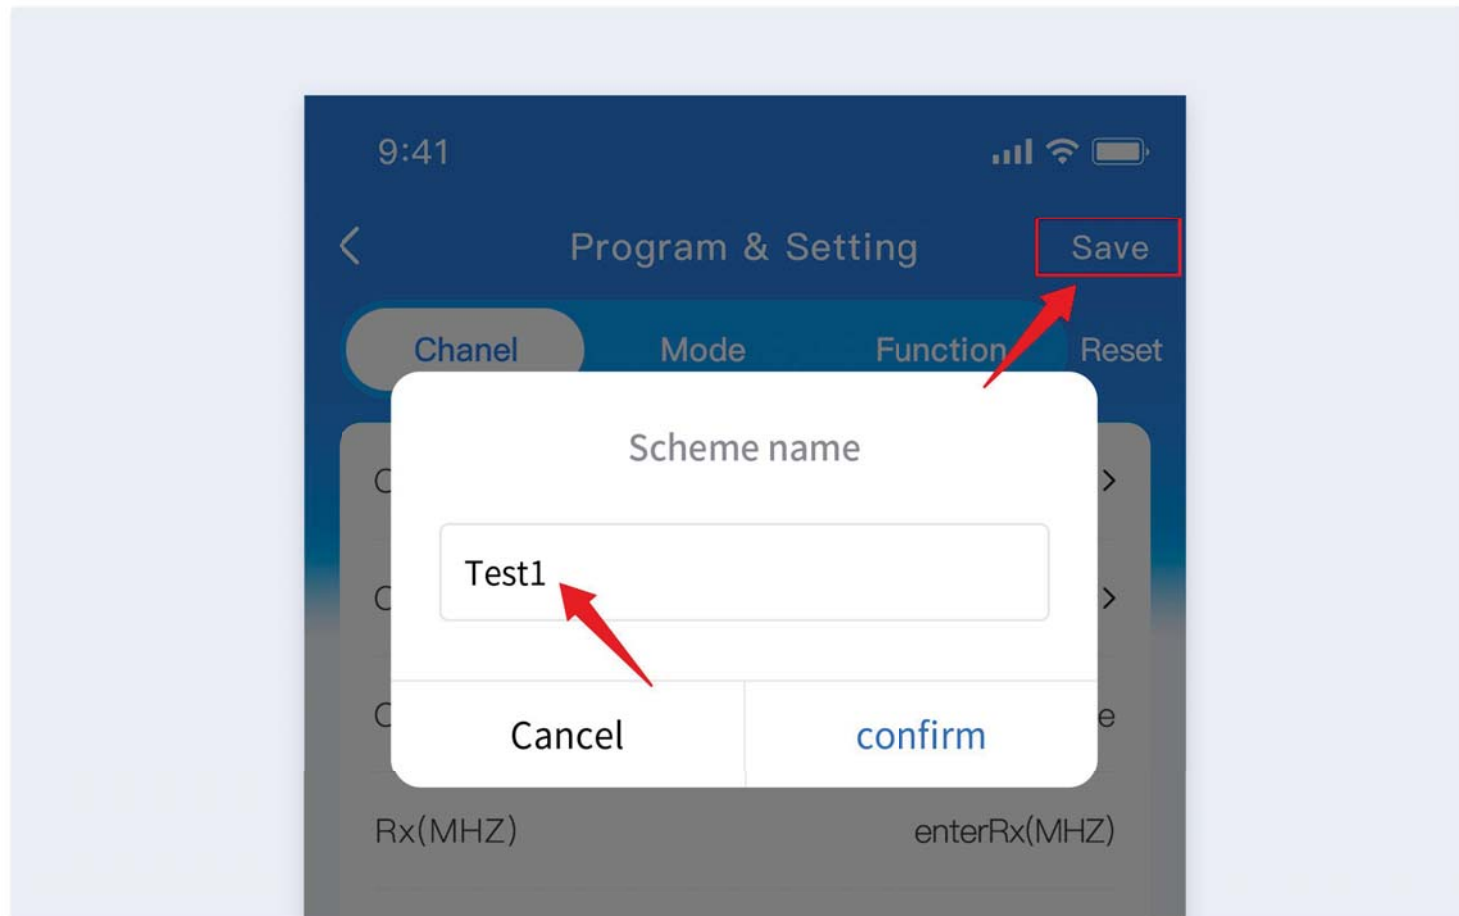 9:41
Program & Setting
Save
Chanel
Mode
Function
Reset
Scheme name
Test1
Cancel
confirm
Rx(MHZ)
enterRx(MHZ)